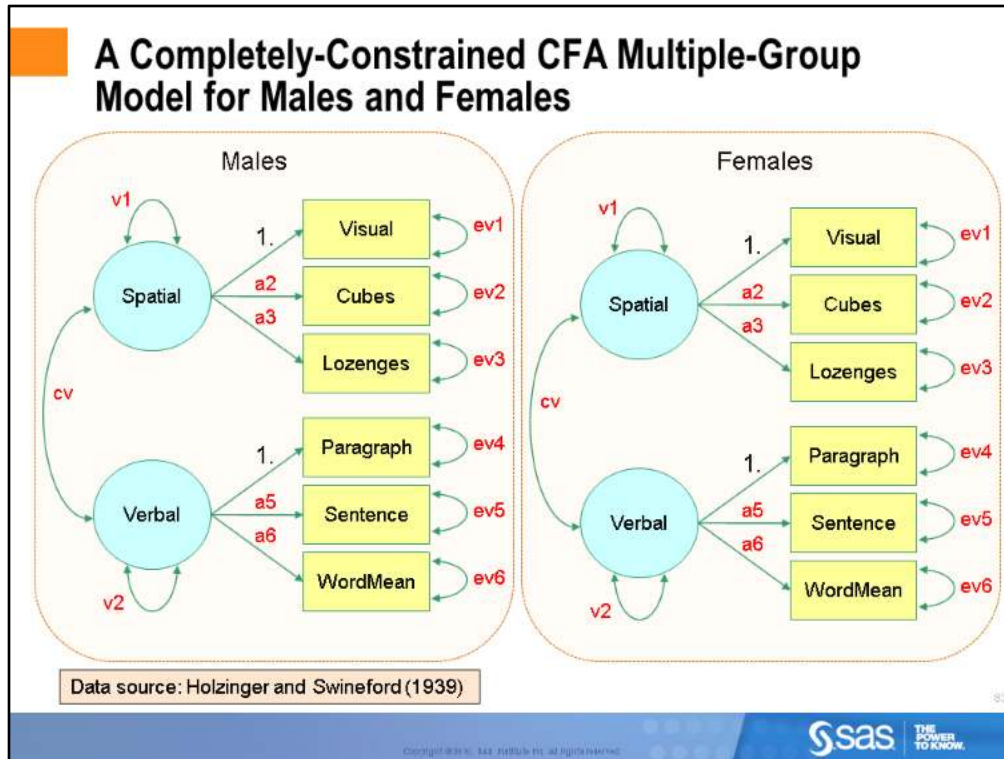 A Completely-Constrained CFA Multiple-Group
Model for Males and Females
Males
v1
Spatial
1.
a2
a3
Visual
Cubes
Lozenges
ev1
ev2
ev3
cv
Verbal
v2
1.
a5
a6
Paragraph
Sentence
WordMean
ev4
ev5
ev6
Females
v1
Spatial
1.
a2
a3
Visual
Cubes
Lozenges
ev1
ev2
ev3
cv
Verbal
v2
1.
a5
a6
Paragraph
Sentence
WordMean
ev4
ev5
ev6
Data source: Holzinger and Swineford (1939)
sas
THE
POWER
TO KNOW.